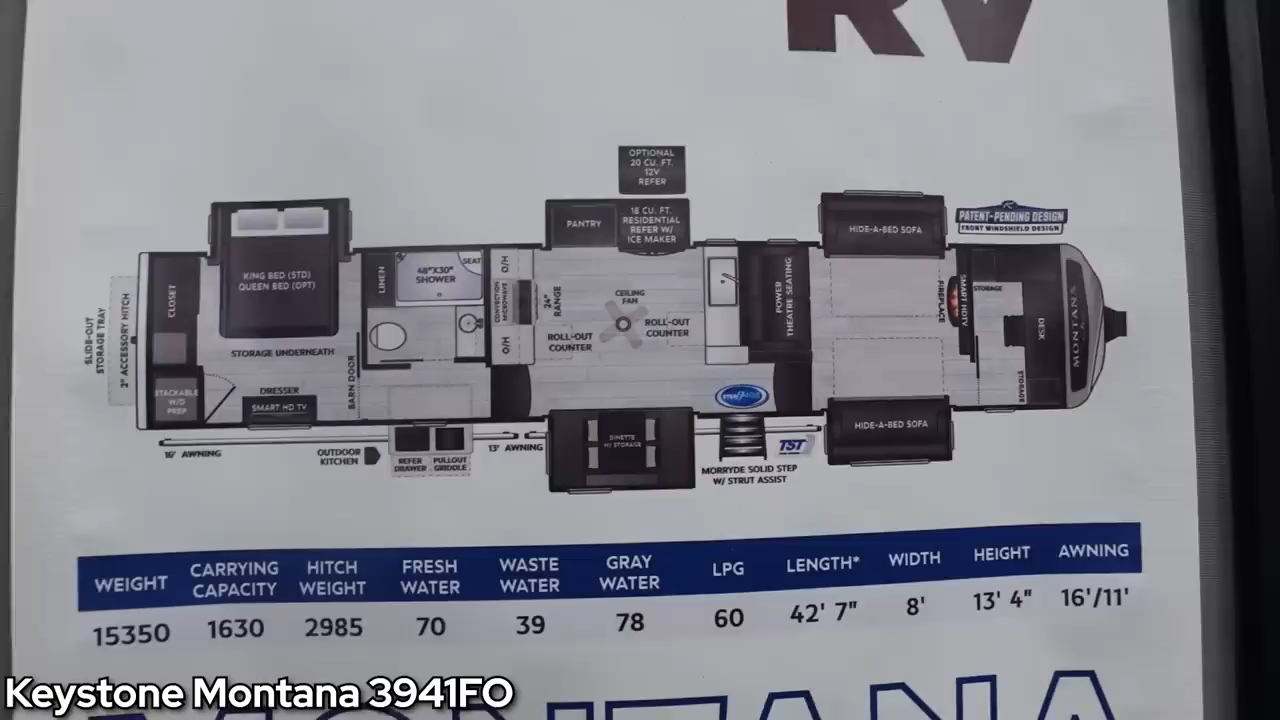 RV
OPTIONAL
20 CU. FT.
12V
REFER
PANTRY
18 CU. FT.
RESIDENTIAL
REFER W/
ICE MAKER
HIDE-A-BED SOFA
PATENT-PENDING DESIGN
FRONT WINDSHIELD DESIGN
SLIDE-OUT
STORAGE TRAY
2" ACCESSORY HITCH
CLOSET
KING BED (STD)
QUEEN BED (OPT)
STORAGE UNDERNEATH
LINEN
48"X30"
SHOWER
SEAT
O/H
CONVECTION
MICROWAVE
O/H
24"
RANGE
CEILING
FAN
ROLL-OUT
COUNTER
ROLL-OUT
COUNTER
POWER
THEATRE SEATING
FIREPLACE
SMART HDTV
STORAGE
DESK
STORAGE
MONTANA
STACKABLE
W/D
PREP
DRESSER
SMART HD TV
BARN DOOR
16' AWNING
OUTDOOR
KITCHEN
REFER
DRAWER
PULLOUT
GRIDDLE
13' AWNING
DINETTE
W/ STORAGE
TST
MORRYDE SOLID STEP
W/ STRUT ASSIST
HIDE-A-BED SOFA
WEIGHT CARRYING CAPACITY HITCH WEIGHT FRESH WATER WASTE WATER GRAY WATER LPG LENGTH* WIDTH HEIGHT AWNING
15350 1630 2985 70 39 78 60 42' 7" 8' 13' 4" 16'/11'
Keystone Montana 3941FO
MONTANA